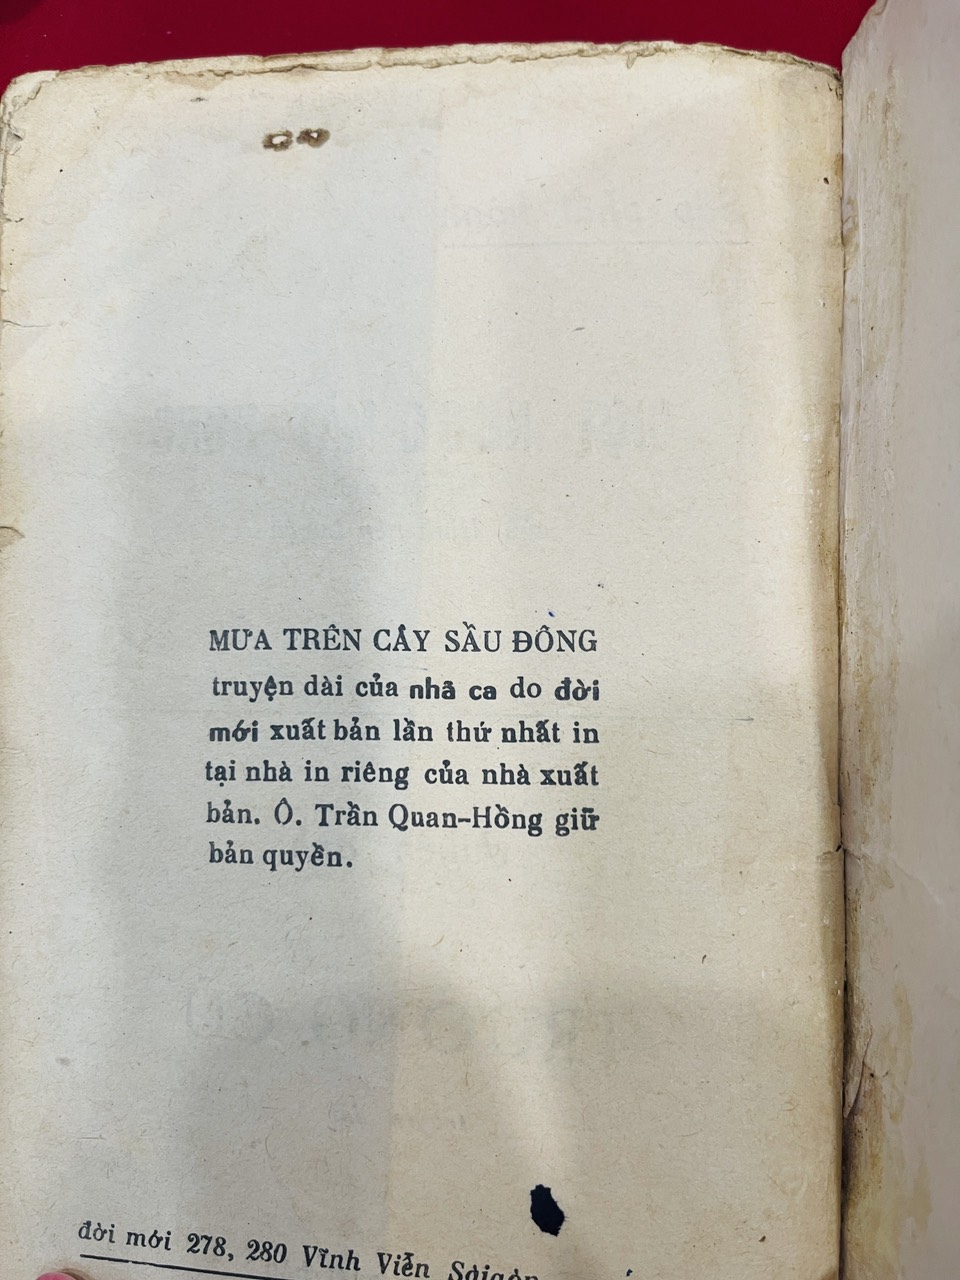 MƯA TRÊN CÂY SẦU ĐÔNG
truyện dài của nhã ca do đời
mới xuất bản lần thứ nhất in
tại nhà in riêng của nhà xuất
bản. Ô. Trần Quan-Hồng giữ
bản quyền.
đời mới 278, 280 Vĩnh Viễn Sàigòn